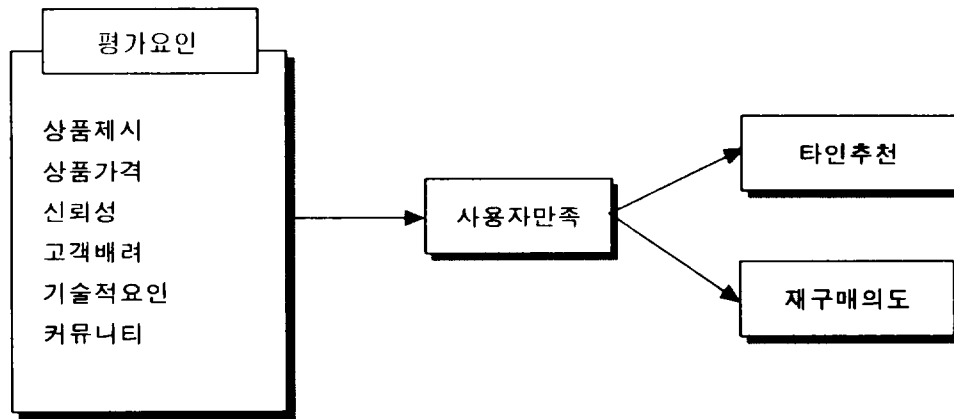 평가요인
상품제시
상품가격
신뢰성
고객배려
기술적요인
커뮤니티
사용자만족
타인추천
재구매의도